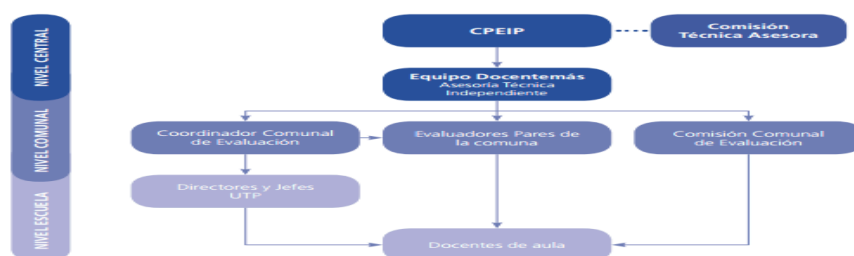 NIVEL CENTRAL
CPEIP
Comisión
Técnica Asesora
Equipo Docentemás
Asesoría Técnica
Independiente
NIVEL COMUNAL
Coordinador Comunal
de Evaluación
Evaluadores Pares de
la comuna
Comisión Comunal
de Evaluación
NIVEL ESCUELA
Directores y Jefes
UTP
Docentes de aula